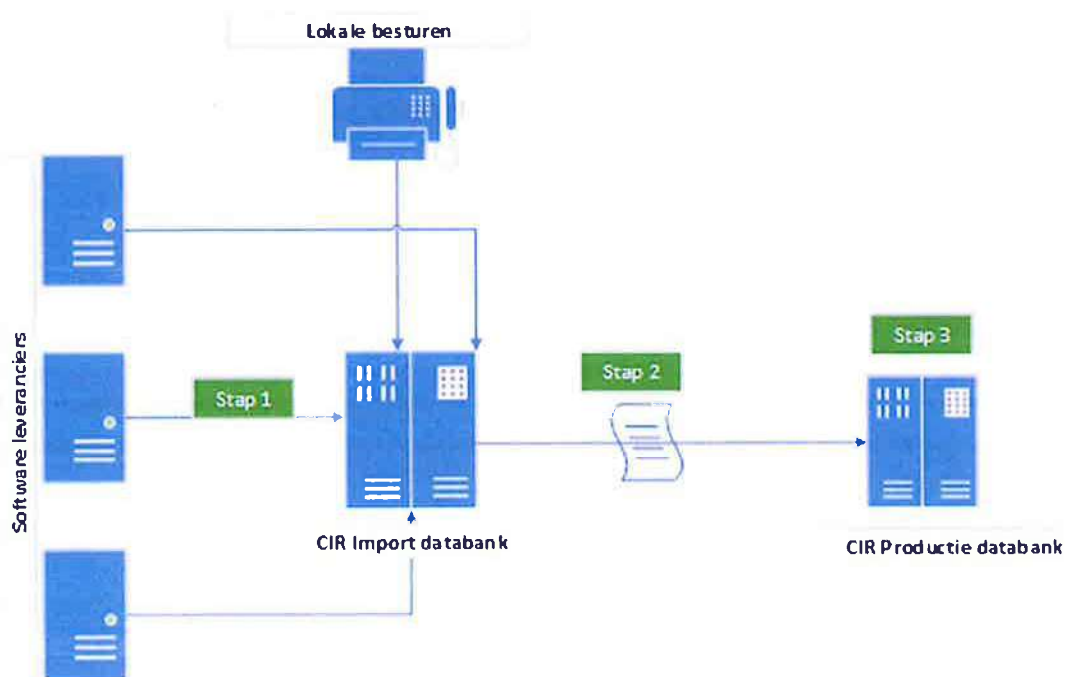 Lokale besturen
Software leveranciers
Stap 1
Stap 2
Stap 3
CIR Import databank
CIR Productie databank